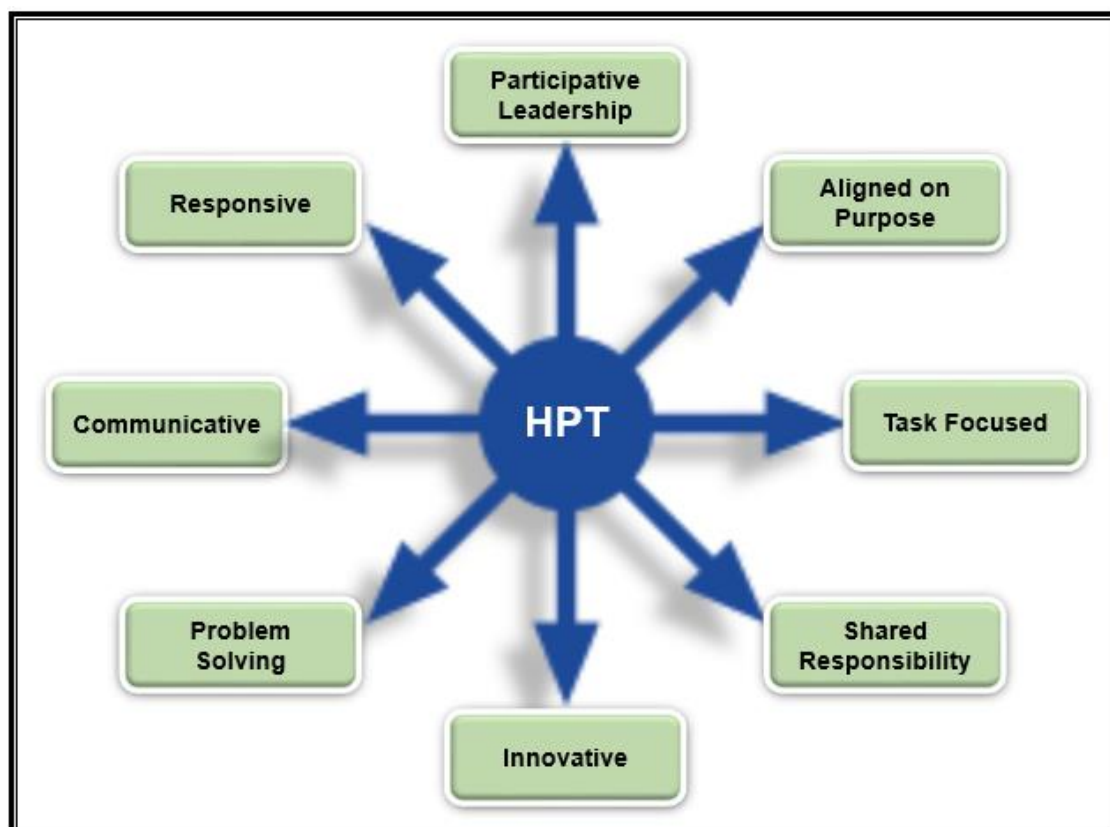 Participative
Leadership
Responsive
Aligned on
Purpose
Communicative
HPT
Task Focused
Problem
Solving
Shared
Responsibility
Innovative